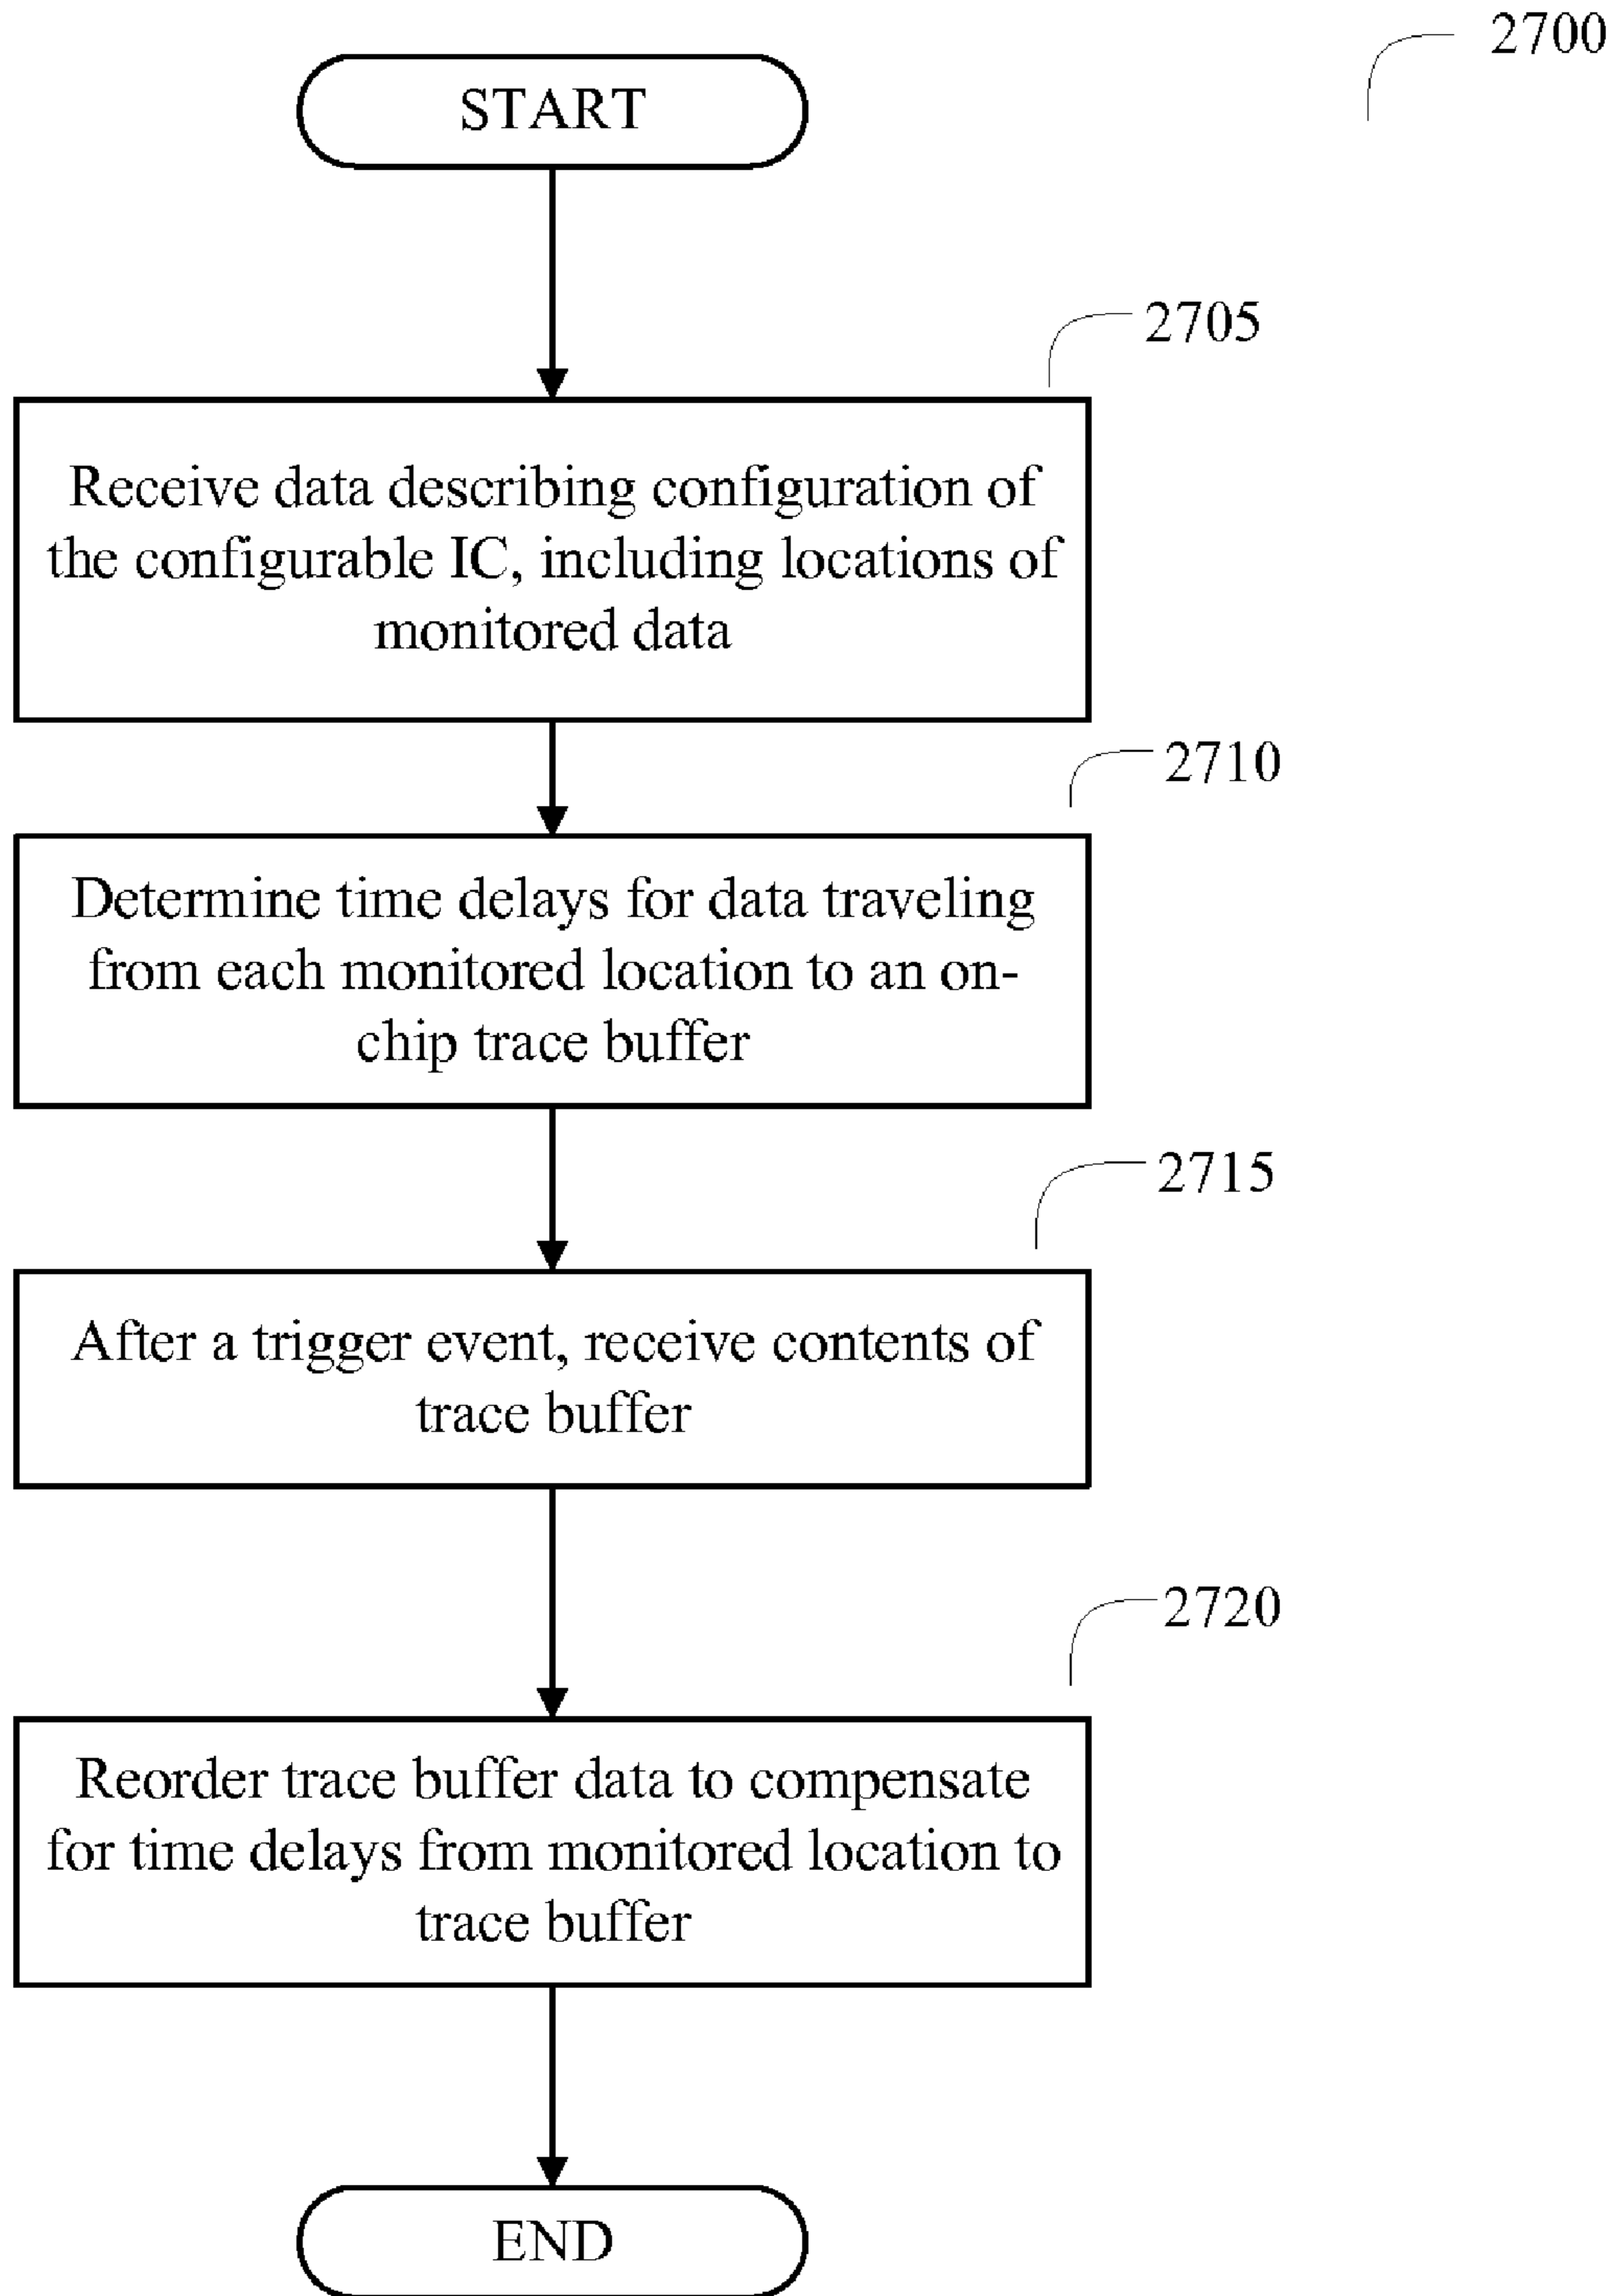 2700
START
2705
Receive data describing configuration of
the configurable IC, including locations of
monitored data
2710
Determine time delays for data traveling
from each monitored location to an on-
chip trace buffer
2715
After a trigger event, receive contents of
trace buffer
2720
Reorder trace buffer data to compensate
for time delays from monitored location to
trace buffer
END